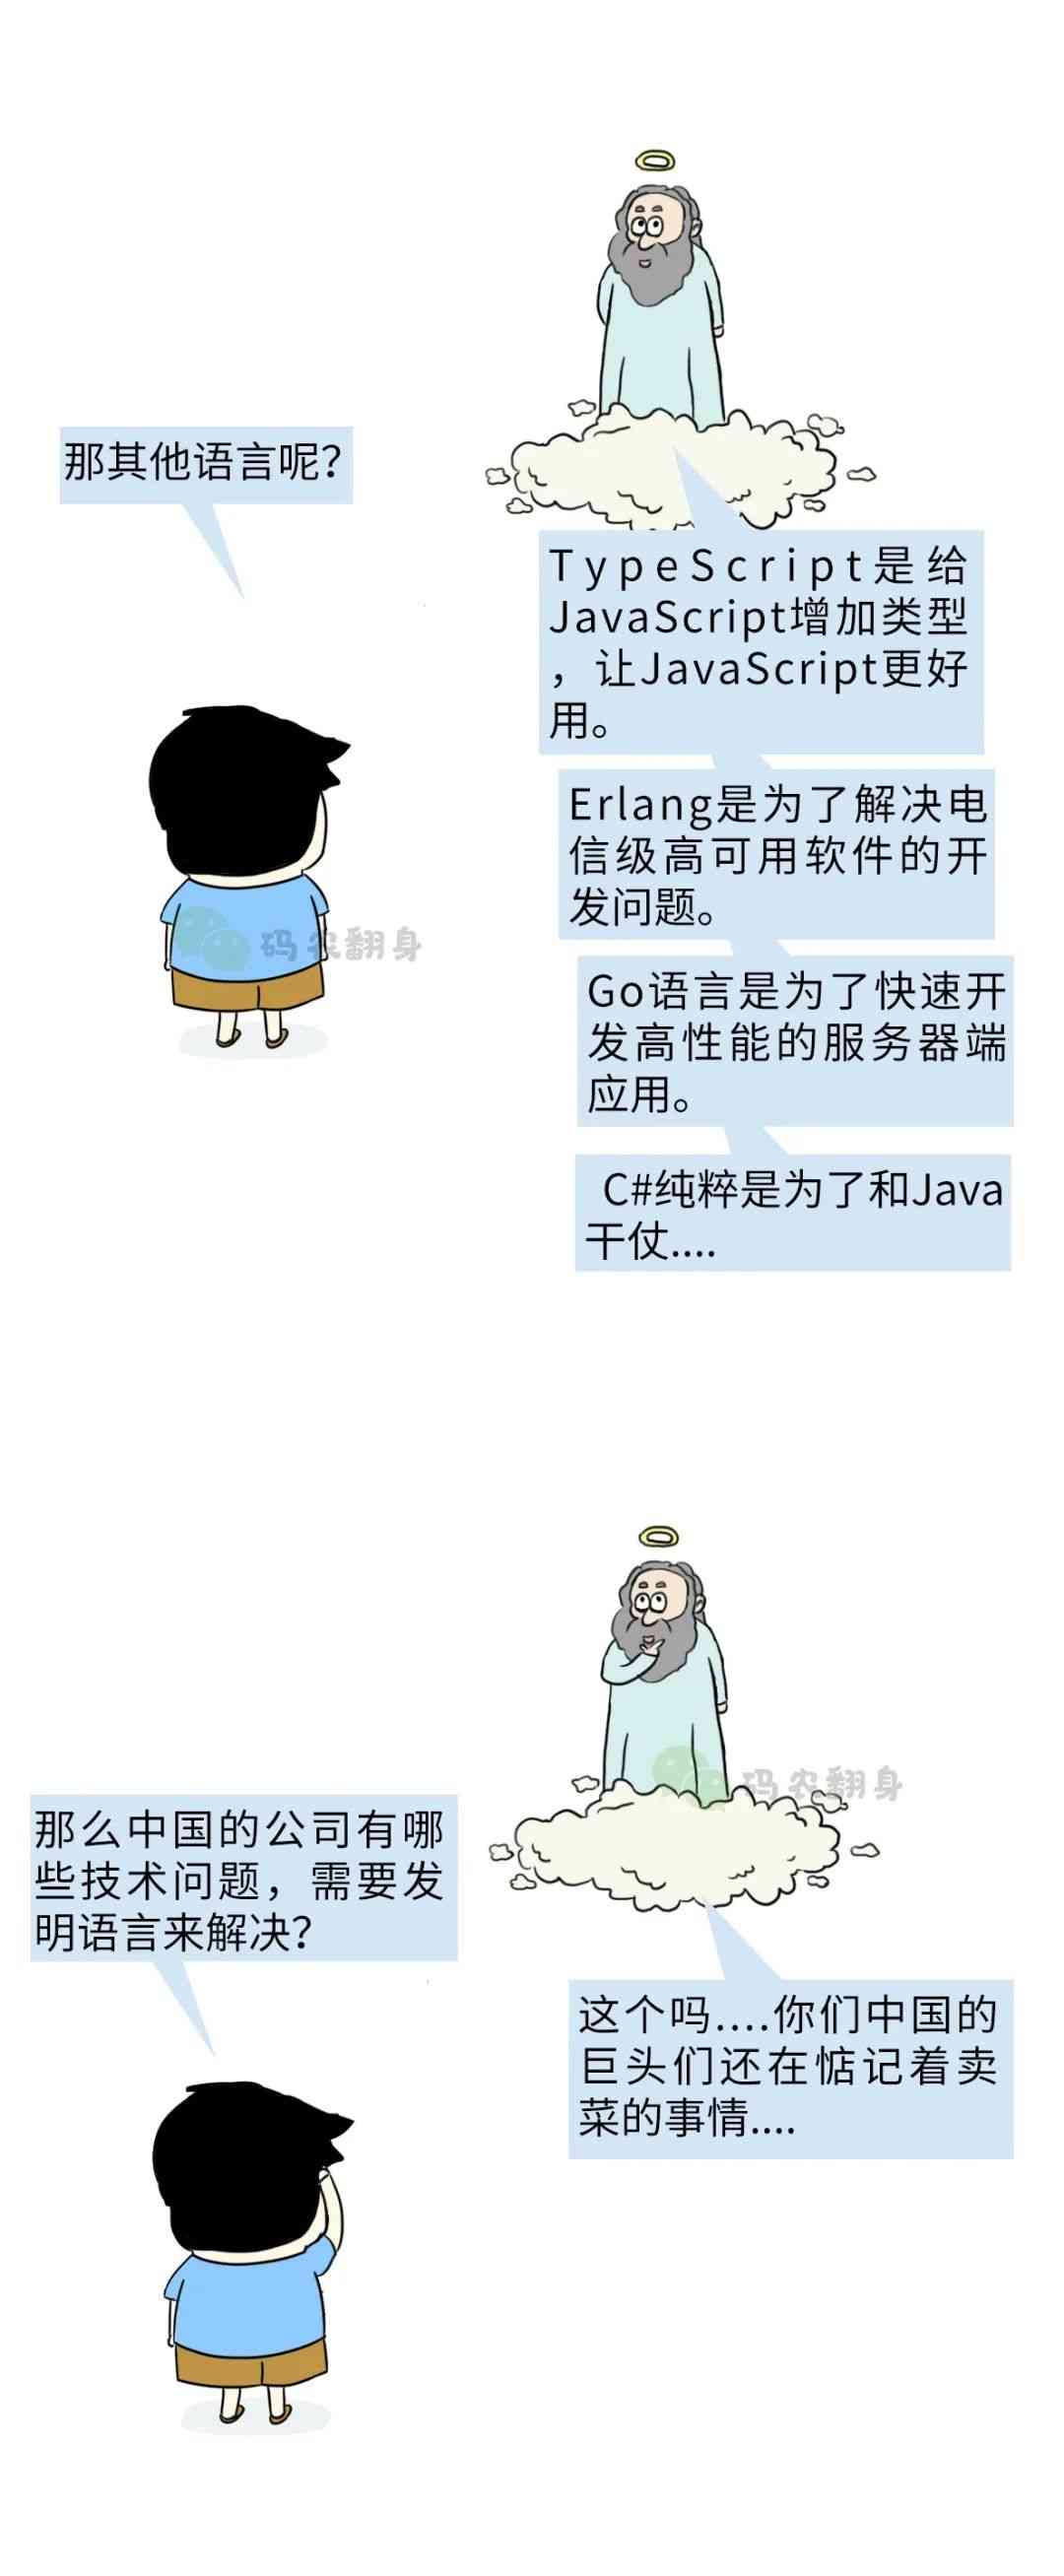 那其他语言呢？
TypeScript是给
JavaScript增加类型
，让JavaScript更好
用。
Erlang是为了解决电
信级高可用软件的开
发问题。
码农翻身
Go语言是为了快速开
发高性能的服务器端
应用。
C#纯粹是为了和Java
干仗....
码农翻身
那么中国的公司有哪
些技术问题，需要发
明语言来解决？
这个吗....你们中国的
巨头们还在惦记着卖
菜的事情....